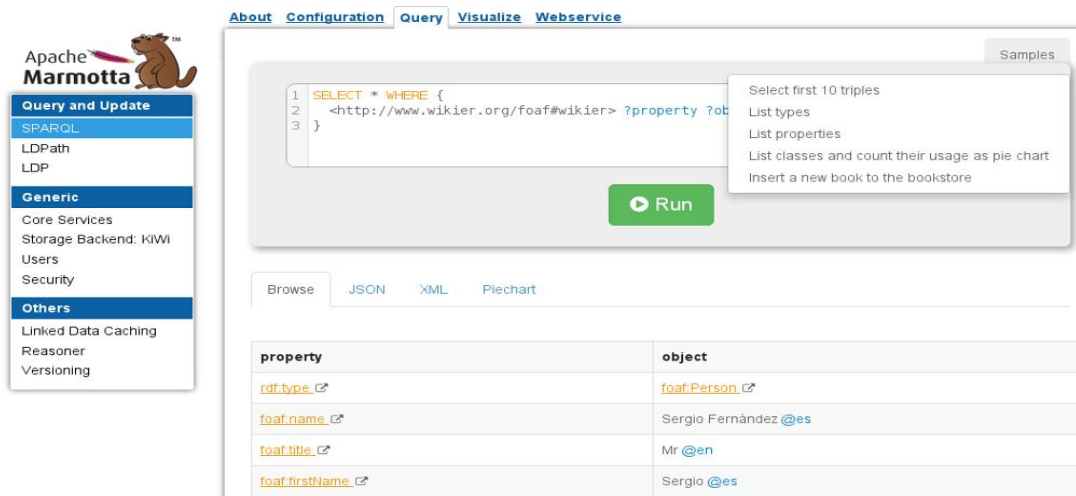 About Configuration Query Visualize Webservice
Apache
Marmotta
TM
Samples
Query and Update
SPARQL
LDPath
LDP
Generic
Core Services
Storage Backend: KiWi
Users
Security
Others
Linked Data Caching
Reasoner
Versioning
1 SELECT * WHERE {
2 <http://www.wikier.org/foaf#wikier> ?property ?ob
3 }
Select first 10 triples
List types
List properties
List classes and count their usage as pie chart
Insert a new book to the bookstore
Run
Browse JSON XML Piechart
property object
rdf:type foaf:Person
foaf:name Sergio Fernández @es
foaf:title Mr @en
foaf:firstName Sergio @es